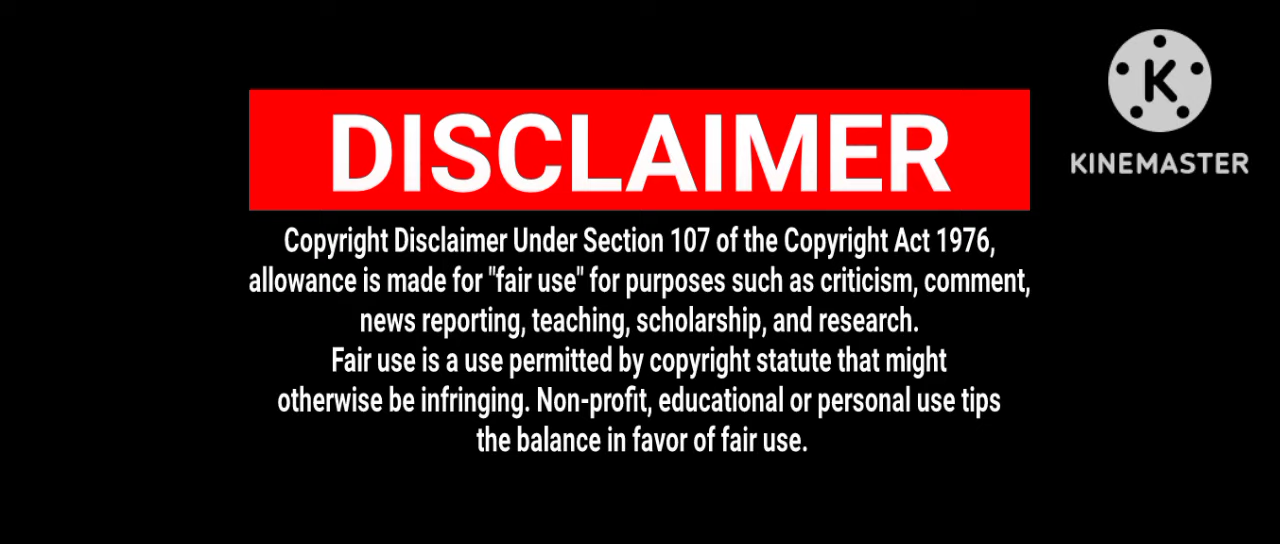 DISCLAIMER
K
KINEMASTER
Copyright Disclaimer Under Section 107 of the Copyright Act 1976,
allowance is made for "fair use" for purposes such as criticism, comment,
news reporting, teaching, scholarship, and research.
Fair use is a use permitted by copyright statute that might
otherwise be infringing. Non-profit, educational or personal use tips
the balance in favor of fair use.